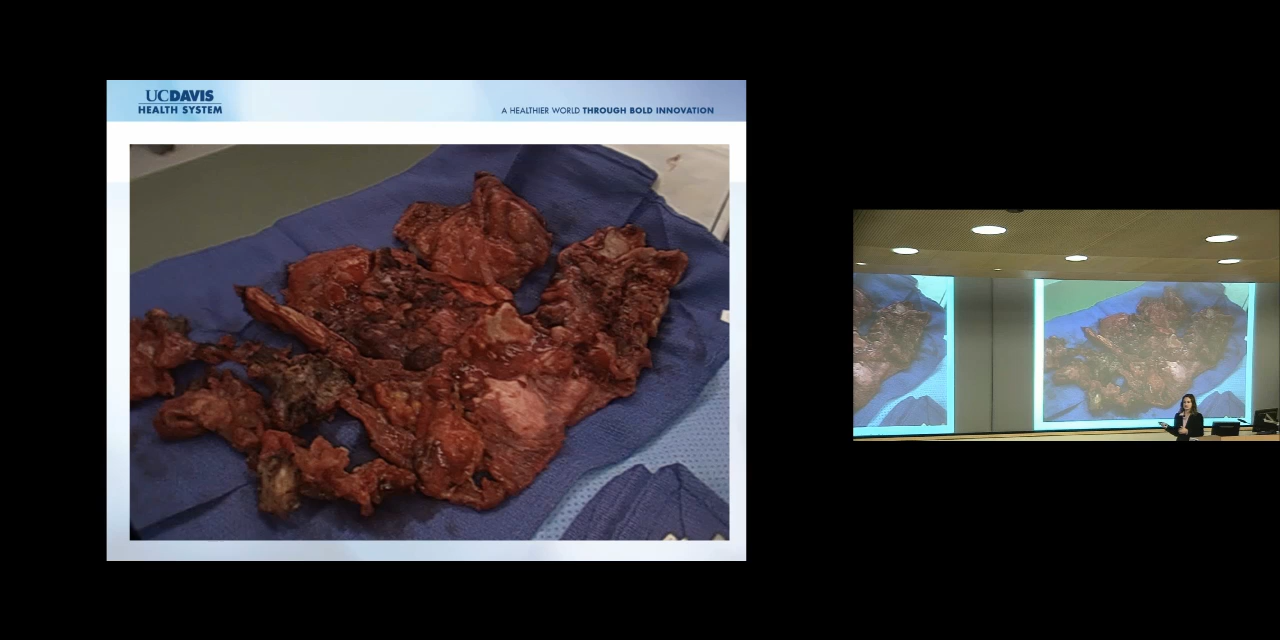 UCDAVIS
HEALTH SYSTEM
A HEALTHIER WORLD THROUGH BOLD INNOVATION